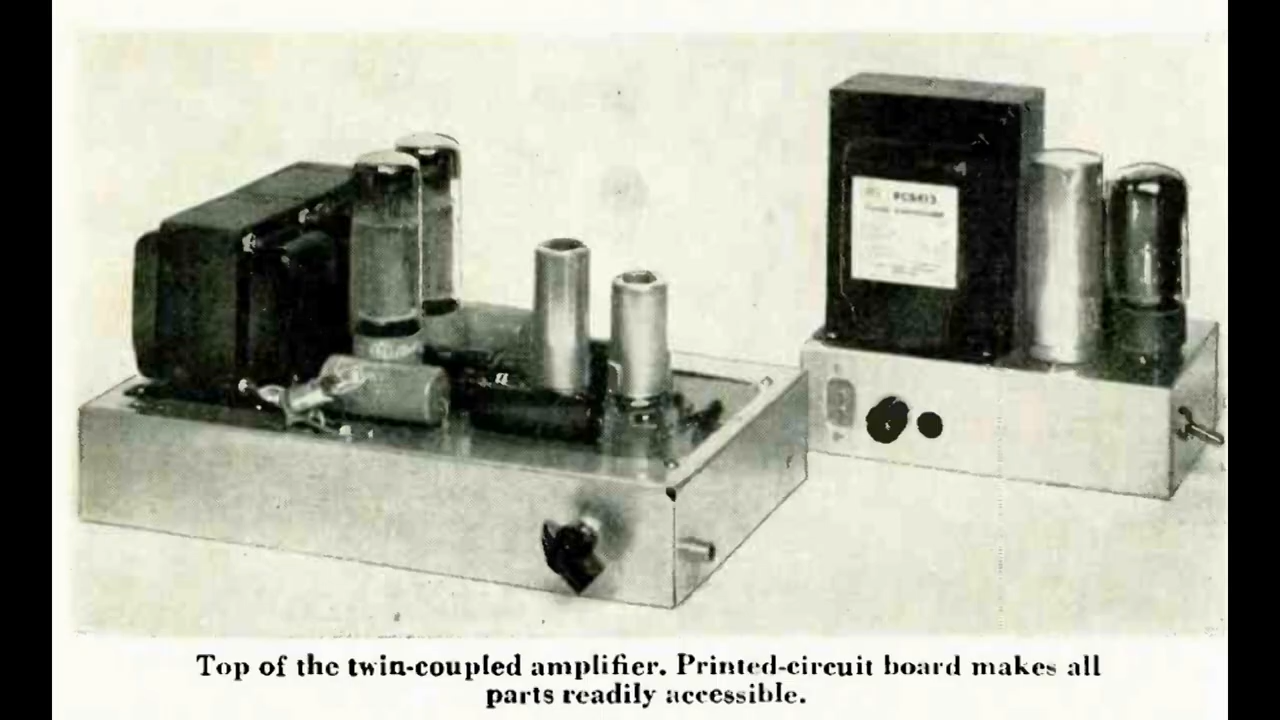 Top of the twin-coupled amplifier. Printed-circuit board makes all
parts readily accessible.